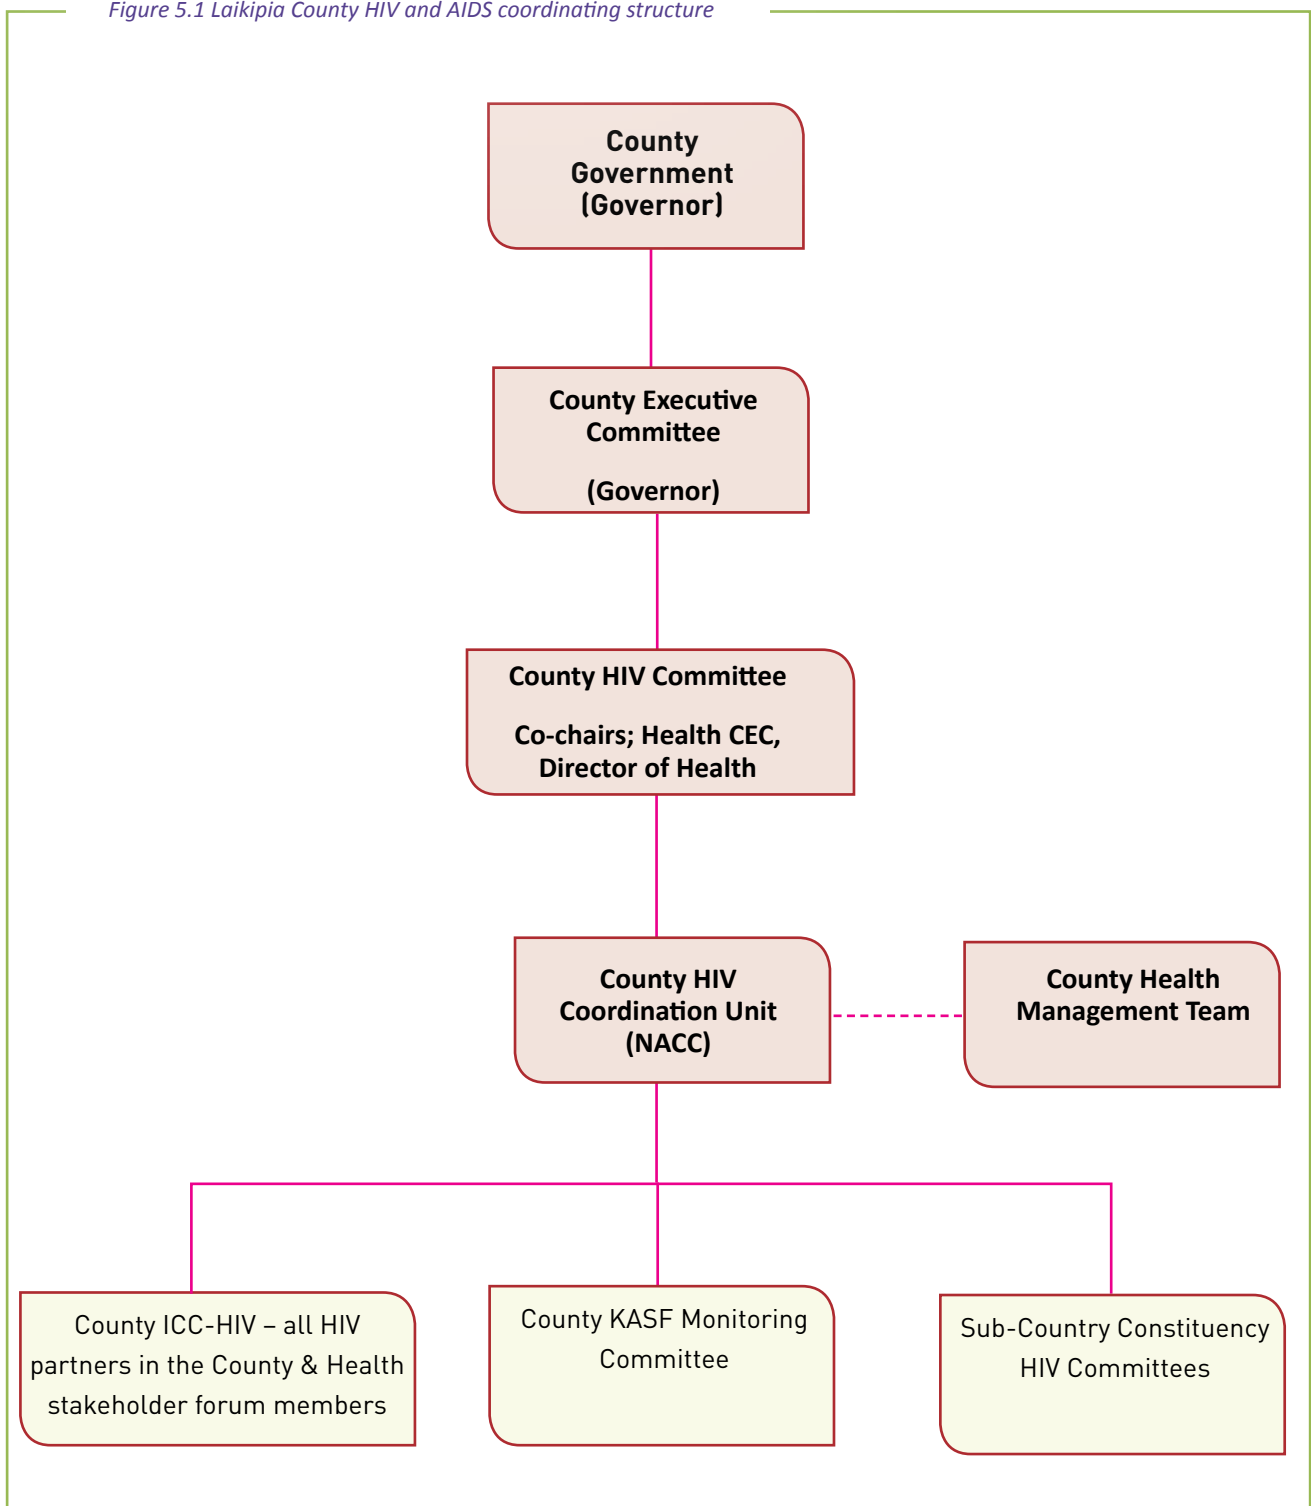 Figure 5.1 Laikipia County HIV and AIDS coordinating structure
County
Government
(Governor)
County Executive
Committee
(Governor)
County HIV Committee
Co-chairs; Health CEC,
Director of Health
County HIV
Coordination Unit
(NACC)
County Health
Management Team
County ICC-HIV – all HIV
partners in the County & Health
stakeholder forum members
County KASF Monitoring
Committee
Sub-Country Constituency
HIV Committees